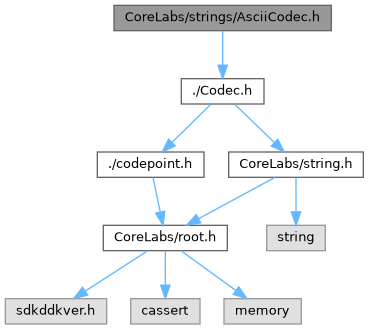 CoreLabs/strings/AsciiCodec.h
./Codec.h
./codepoint.h
CoreLabs/string.h
CoreLabs/root.h
string
sdkddkver.h
cassert
memory